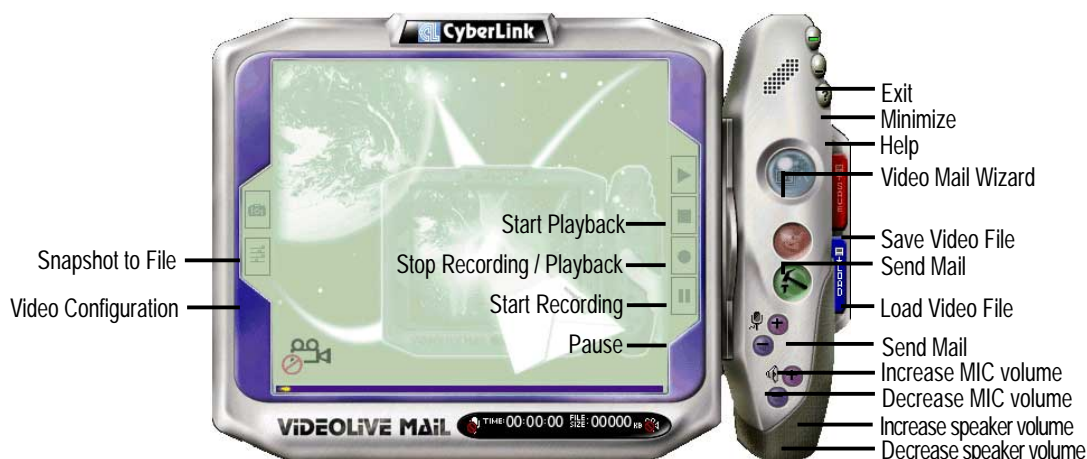 CyberLink
Exit
Minimize
Help
Video Mail Wizard
Start Playback
Save Video File
Snapshot to File
Stop Recording / Playback
Send Mail
Video Configuration
Start Recording
Load Video File
Pause
Send Mail
Increase MIC volume
Decrease MIC volume
Increase speaker volume
Decrease speaker volume
VIDEOLIVE MAIL
TIME: 00:00:00 FILE SIZE: 00000 KB